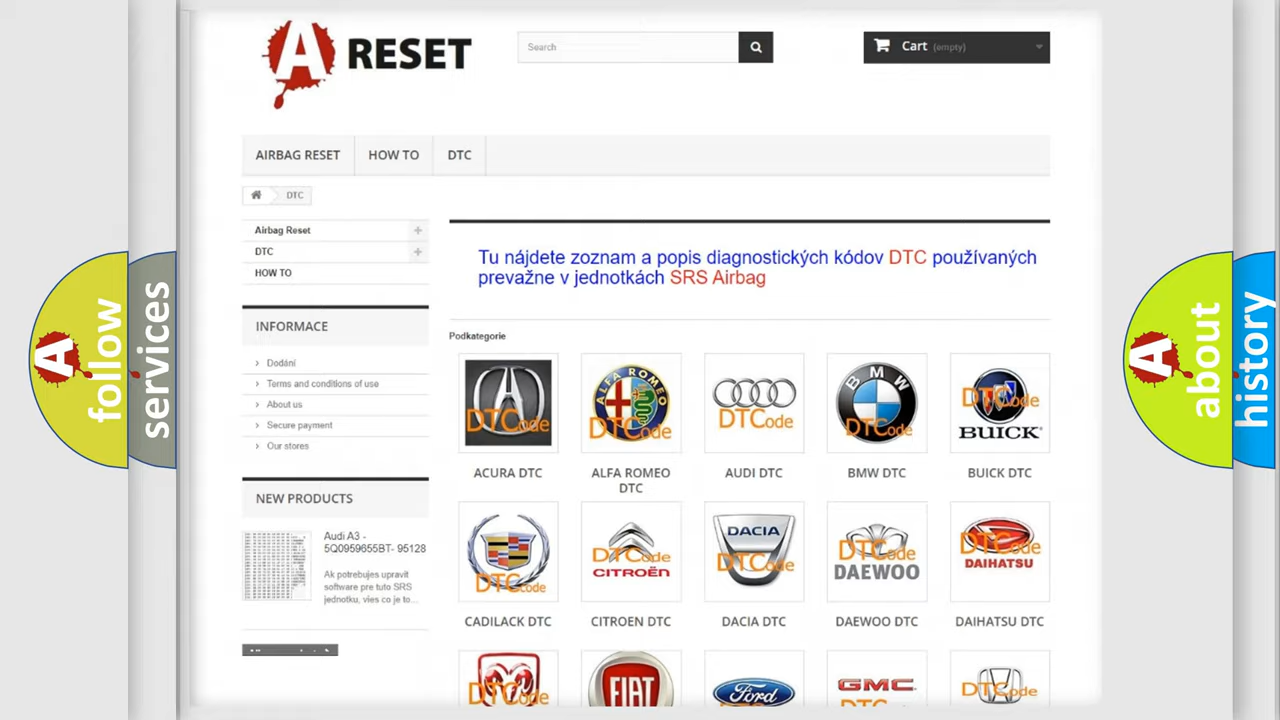 A RESET
Search
Cart (empty)
AIRBAG RESET
HOW TO
DTC
DTC
Airbag Reset
DTC
HOW TO
INFORMACE
Dodání
Terms and conditions of use
About us
Secure payment
Our stores
NEW PRODUCTS
Audi A3 -
5Q0959655BT- 95128
Ak potrebujes upravit
software pre tuto SRS
jednotku, vies co je to...
Tu nájdete zoznam a popis diagnostických kódov DTC používaných
prevažne v jednotkách SRS Airbag
Podkategorie
DTCode
ALFA ROMEO
DTCode
DTCode
BMW
DTCode
DTCode
BUICK
ACURA DTC
ALFA ROMEO
DTC
AUDI DTC
BMW DTC
BUICK DTC
DTCode
DTCode
CITROËN
DACIA
DTCode
DTCode
DAEWOO
DTCode
DAIHATSU
CADILACK DTC
CITROEN DTC
DACIA DTC
DAEWOO DTC
DAIHATSU DTC
DTCode
FIAT
Ford
GMC
DTCode
A follow
services
A about
history